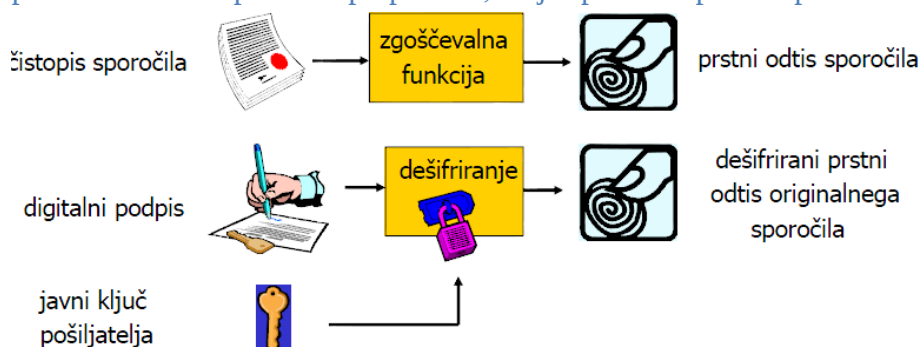 čistopis sporočila
zgoščevalna
funkcija
prstni odtis sporočila
digitalni podpis
dešifriranje
dešifrirani prstni
odtis originalnega
sporočila
javni ključ
pošiljatelja